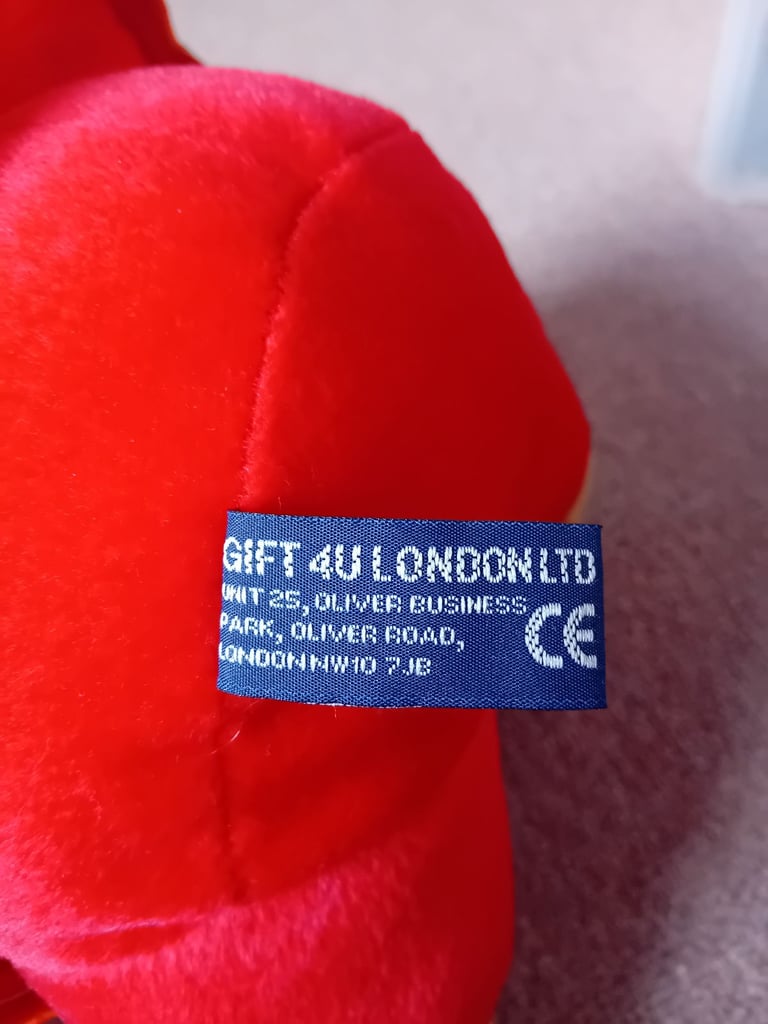 GIFT 4U LONDON LTD
UNIT 25, OLIVER BUSINESS
PARK, OLIVER ROAD,
LONDON NW10 7JB
CE